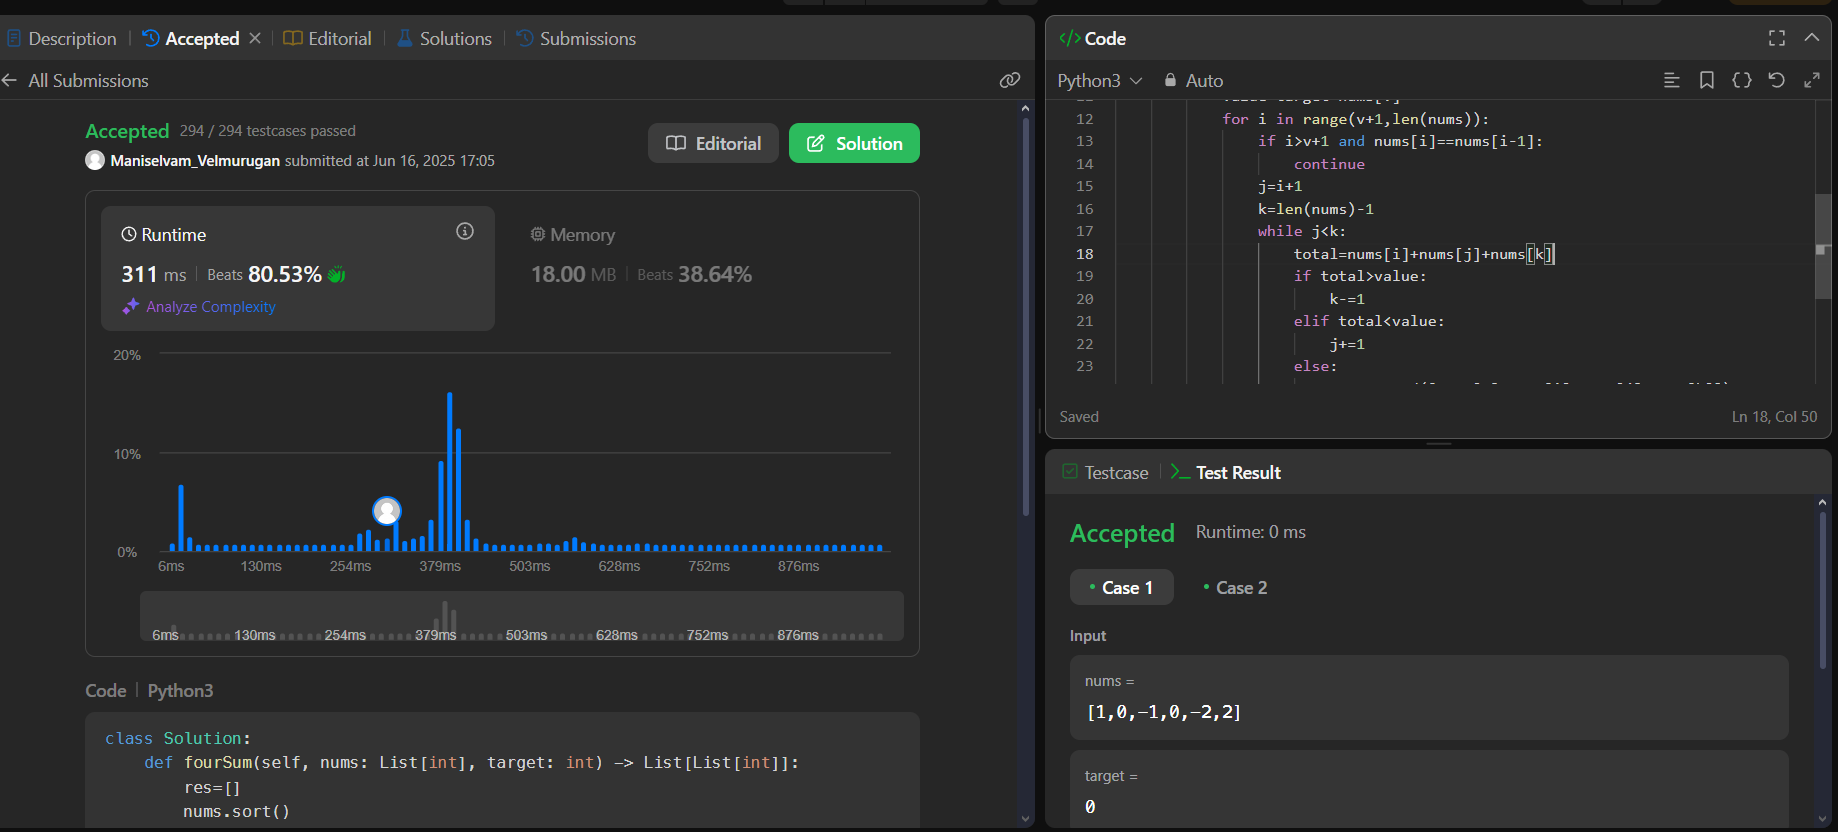 Description
Accepted
Editorial
Solutions
Submissions
All Submissions
Accepted 294 / 294 testcases passed
Maniselvam_Velmurugan submitted at Jun 16, 2025 17:05
Editorial
Solution
Runtime
311 ms Beats 80.53%
Analyze Complexity
Memory
18.00 MB Beats 38.64%
20%
10%
0%
6ms 130ms 254ms 379ms 503ms 628ms 752ms 876ms
6ms 130ms 254ms 379ms 503ms 628ms 752ms 876ms
Code Python3
class Solution:
def fourSum(self, nums: List[int], target: int) -> List[List[int]]:
res=[]
nums.sort()
</> Code
Python3 Auto
12 for i in range(v+1,len(nums)):
13 if i>v+1 and nums[i]==nums[i-1]:
14 continue
15 j=i+1
16 k=len(nums)-1
17 while j<k:
18 total=nums[i]+nums[j]+nums[k]
19 if total>value:
20 k-=1
21 elif total<value:
22 j+=1
23 else:
Saved
Ln 18, Col 50
Testcase
>_ Test Result
Accepted Runtime: 0 ms
• Case 1
• Case 2
Input
nums =
[1,0,-1,0,-2,2]
target =
0